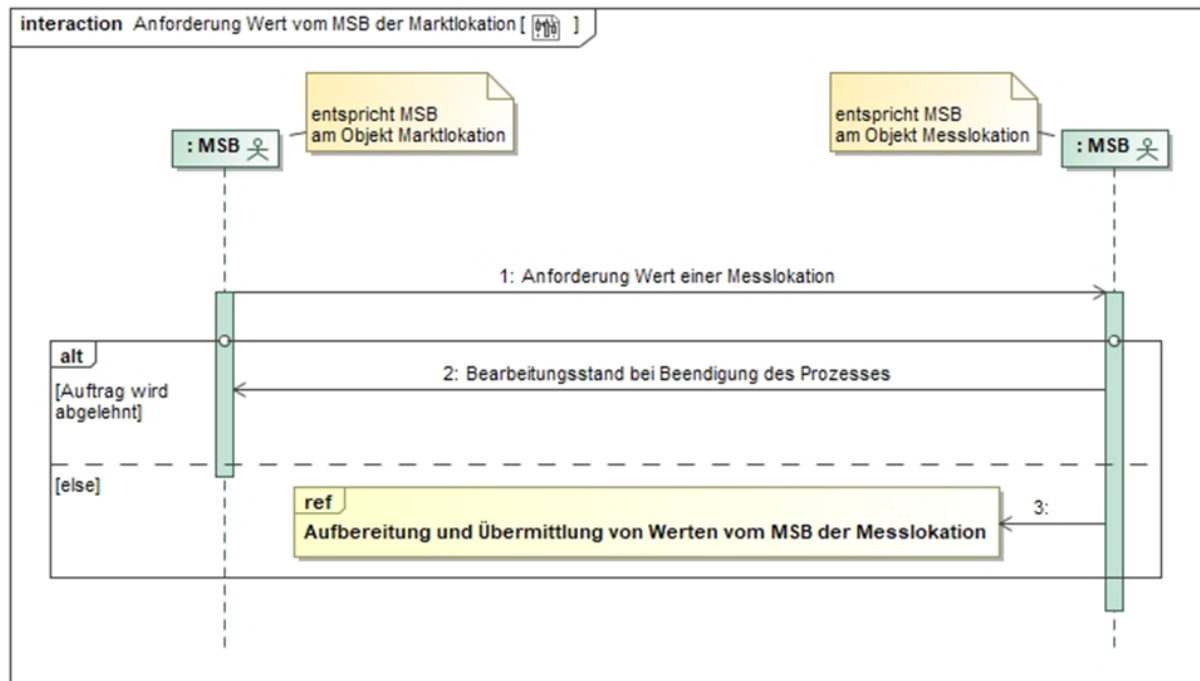 interaction Anforderung Wert vom MSB der Marktlokation [ ]
entspricht MSB
am Objekt Marktlokation
entspricht MSB
am Objekt Messlokation
: MSB
: MSB
1: Anforderung Wert einer Messlokation
alt
[Auftrag wird
abgelehnt]
2: Bearbeitungsstand bei Beendigung des Prozesses
[else]
ref
3:
Aufbereitung und Übermittlung von Werten vom MSB der Messlokation